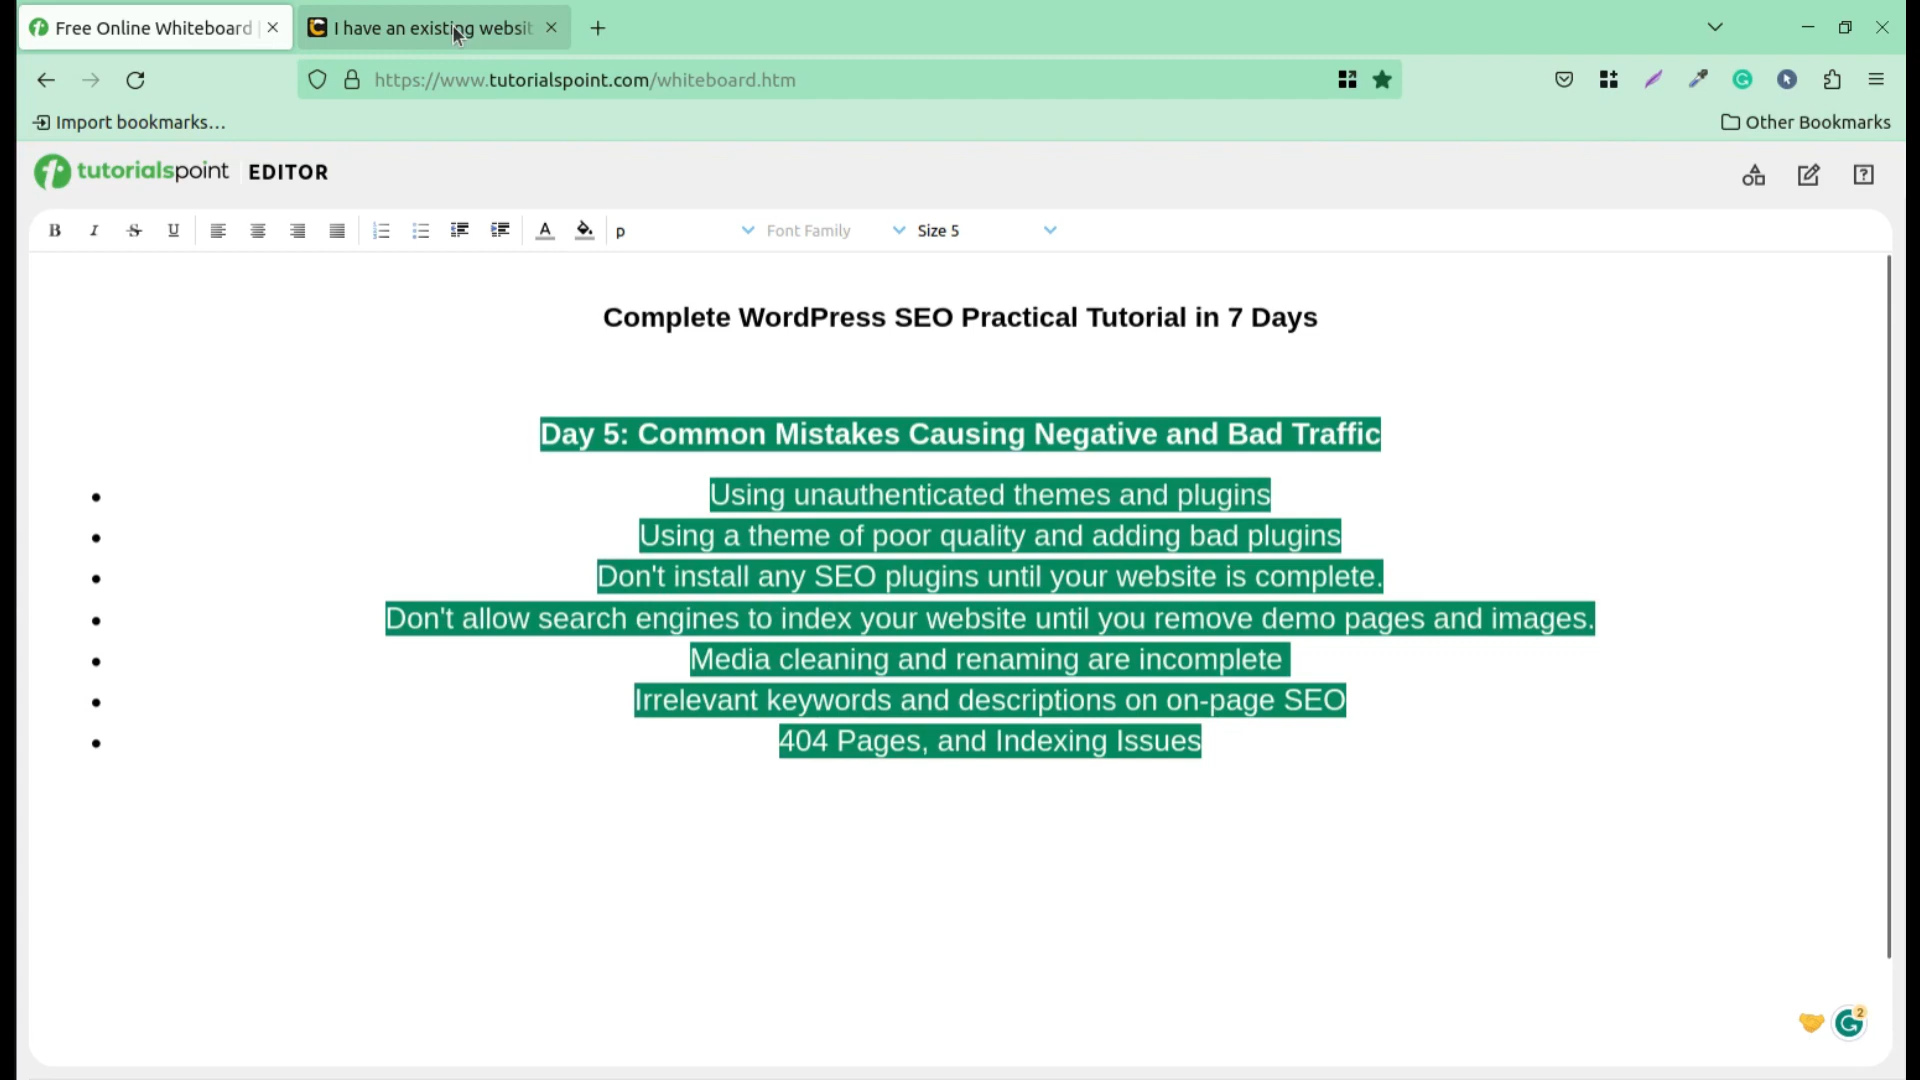 Free Online Whiteboard
I have an existing websit
https://www.tutorialspoint.com/whiteboard.htm
Import bookmarks...
Other Bookmarks
tutorialspoint EDITOR
B I S U A p Font Family Size 5
Complete WordPress SEO Practical Tutorial in 7 Days
Day 5: Common Mistakes Causing Negative and Bad Traffic
Using unauthenticated themes and plugins
Using a theme of poor quality and adding bad plugins
Don't install any SEO plugins until your website is complete.
Don't allow search engines to index your website until you remove demo pages and images.
Media cleaning and renaming are incomplete
Irrelevant keywords and descriptions on on-page SEO
404 Pages, and Indexing Issues
2